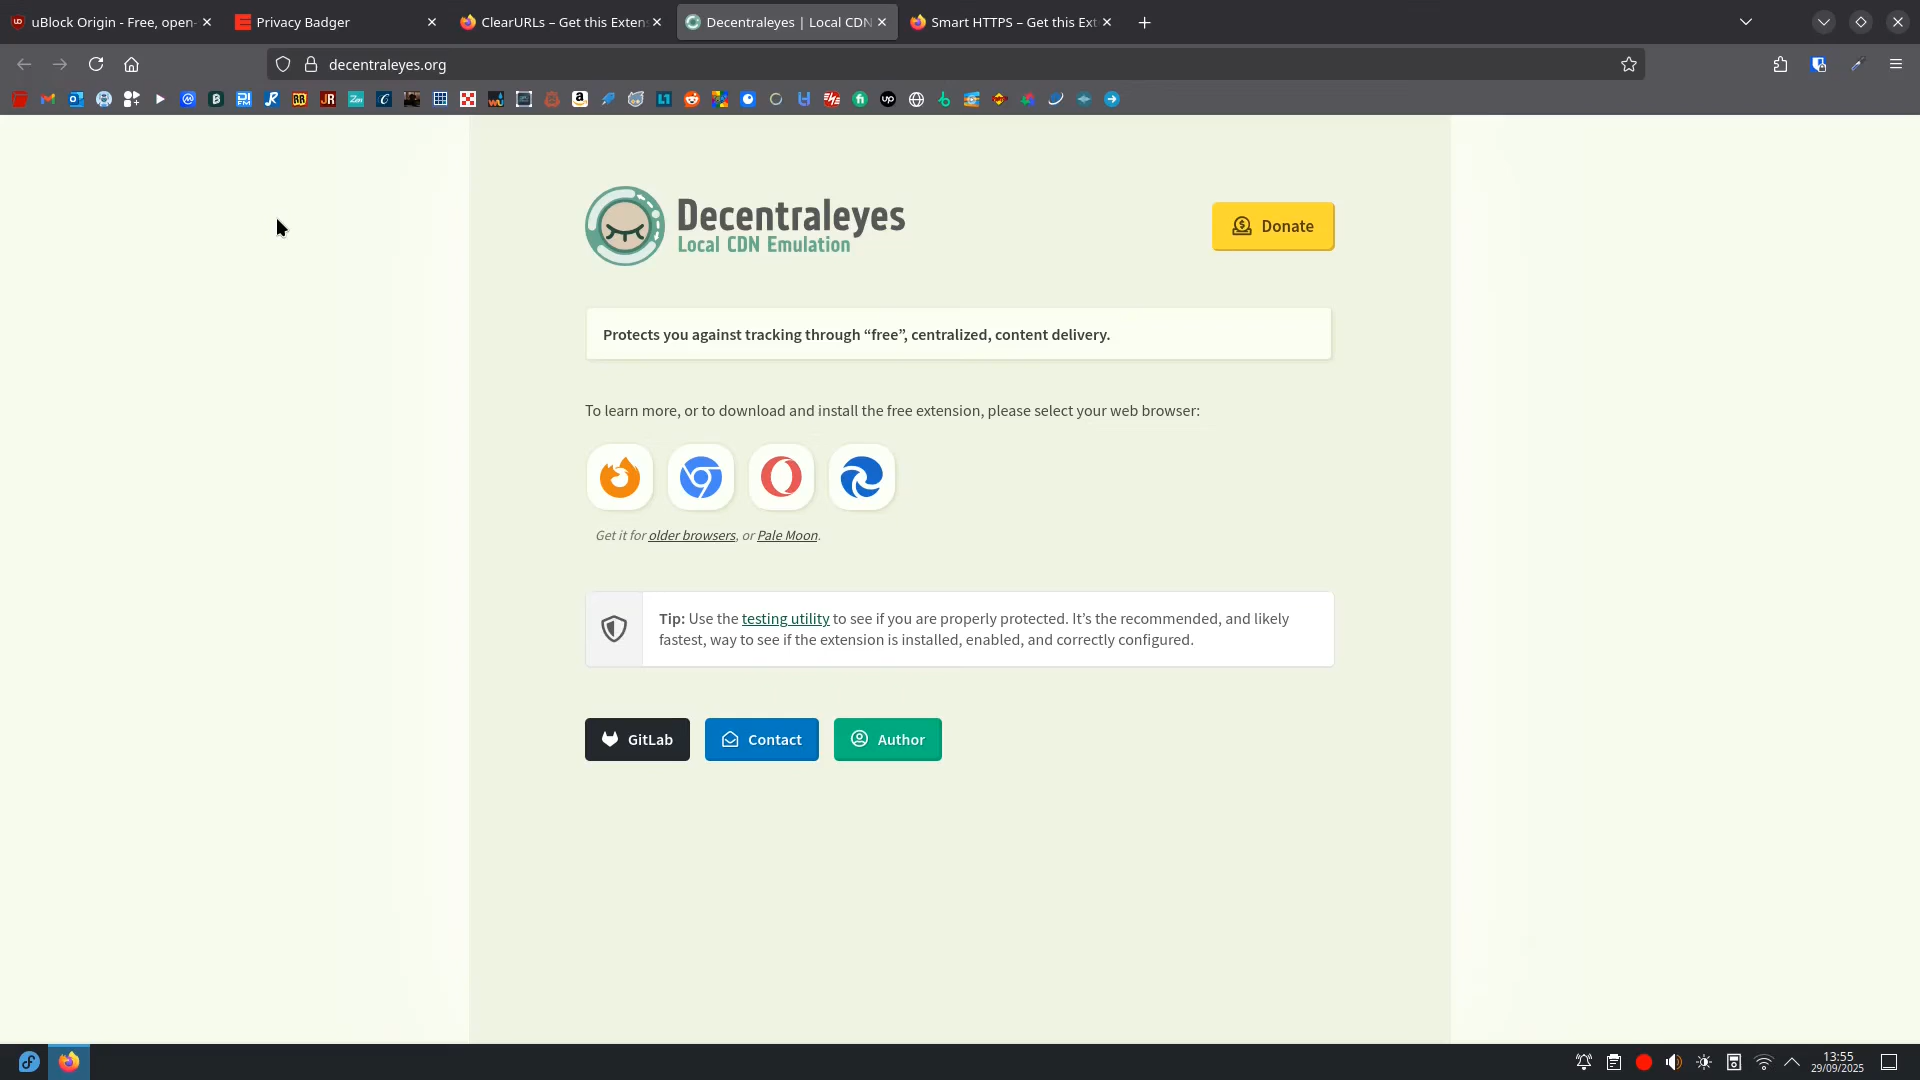 uBlock Origin - Free, open-
Privacy Badger
ClearURLs – Get this Exten
Decentraleyes | Local CDN
Smart HTTPS – Get this Ext
decentraleyes.org
Decentraleyes
Local CDN Emulation
Donate
Protects you against tracking through “free”, centralized, content delivery.
To learn more, or to download and install the free extension, please select your web browser:
Get it for older browsers, or Pale Moon.
Tip: Use the testing utility to see if you are properly protected. It’s the recommended, and likely
fastest, way to see if the extension is installed, enabled, and correctly configured.
GitLab
Contact
Author
13:55
29/09/2025